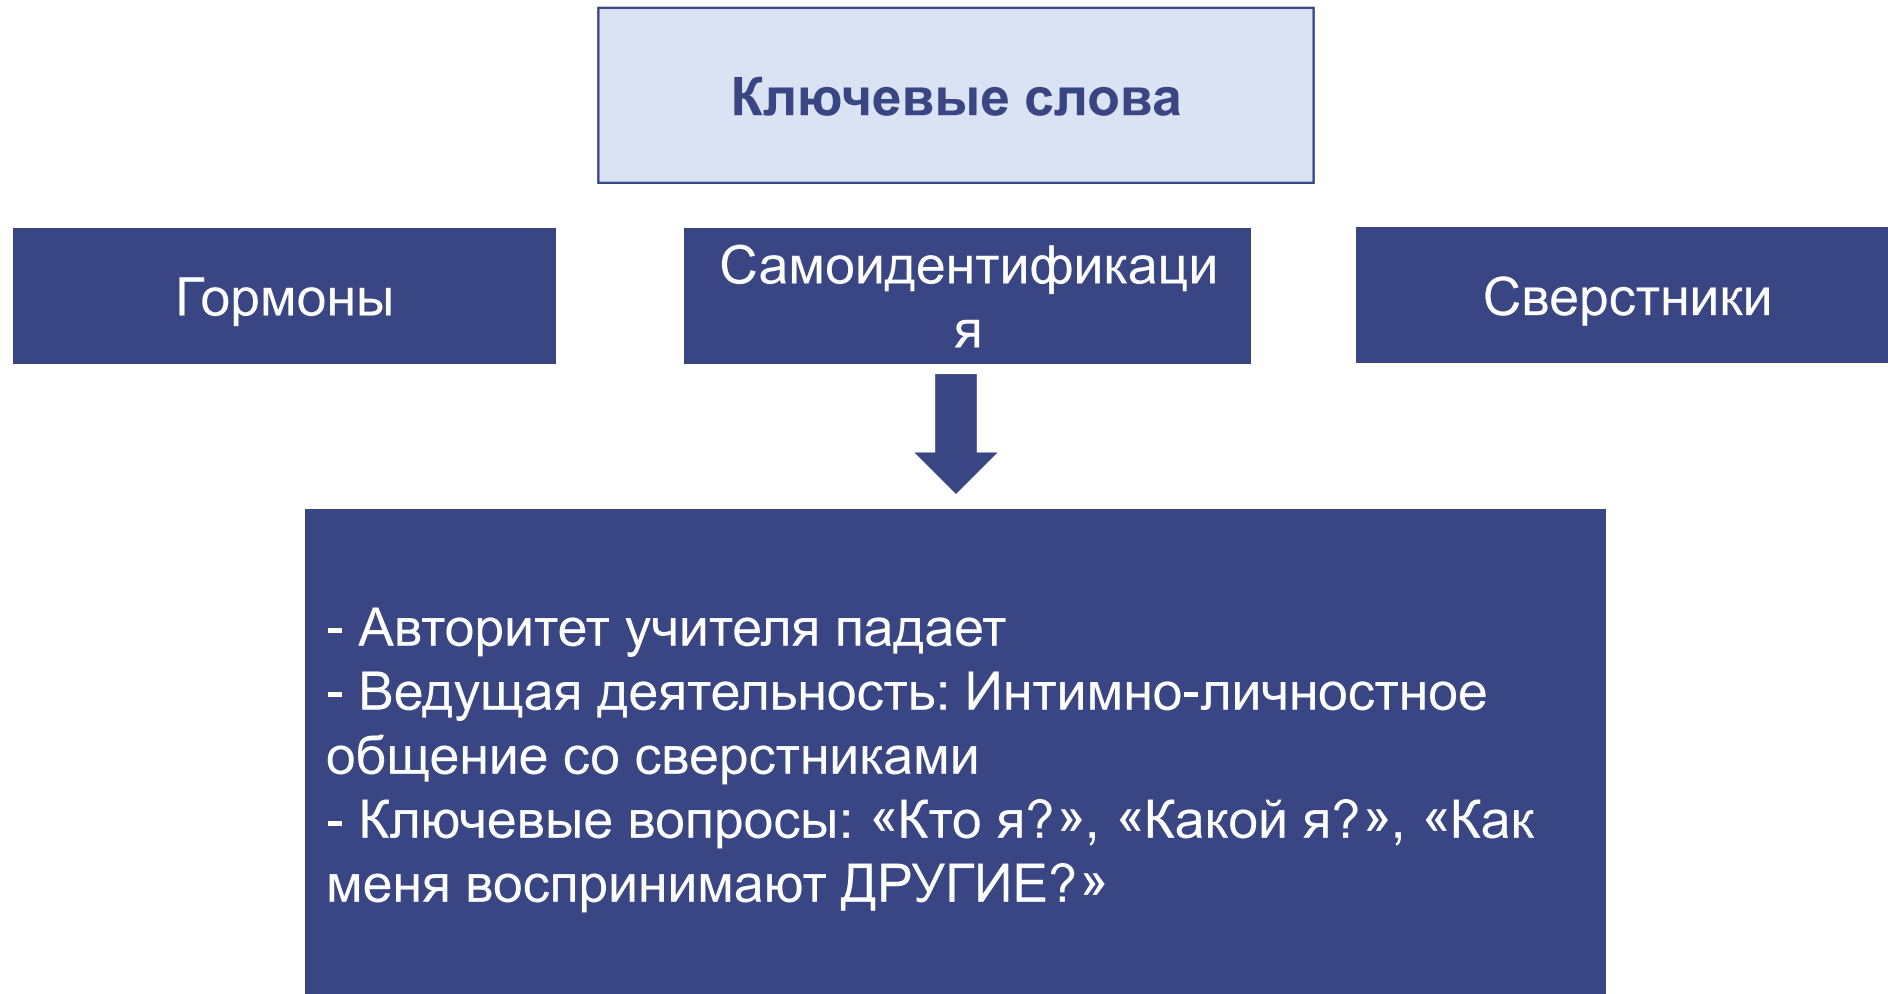 Ключевые слова
Гормоны
Самоидентификаци
я
Сверстники
- Авторитет учителя падает
- Ведущая деятельность: Интимно-личностное
общение со сверстниками
- Ключевые вопросы: «Кто я?», «Какой я?», «Как
меня воспринимают ДРУГИЕ?»